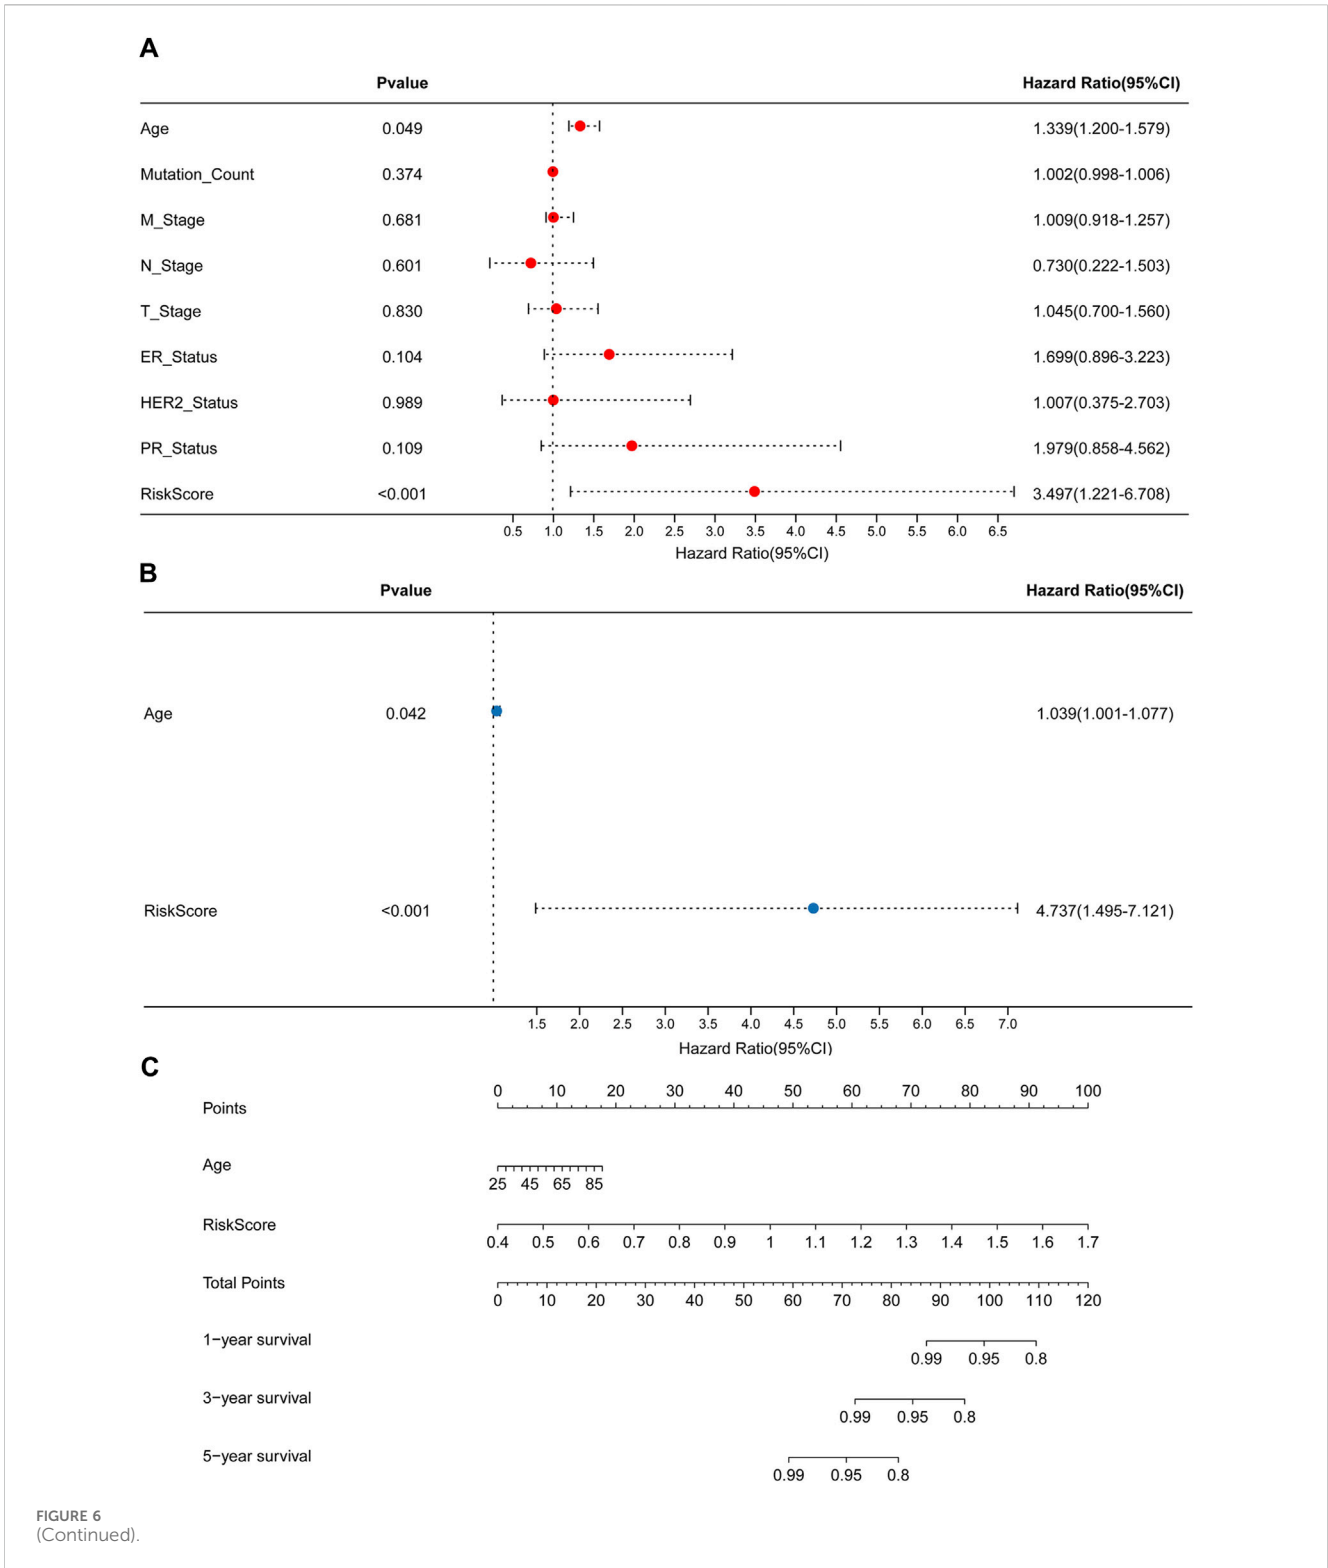 A
Pvalue Hazard Ratio(95%CI)
Age 0.049 1.339(1.200-1.579)
Mutation_Count 0.374 1.002(0.998-1.006)
M_Stage 0.681 1.009(0.918-1.257)
N_Stage 0.601 0.730(0.222-1.503)
T_Stage 0.830 1.045(0.700-1.560)
ER_Status 0.104 1.699(0.896-3.223)
HER2_Status 0.989 1.007(0.375-2.703)
PR_Status 0.109 1.979(0.858-4.562)
RiskScore <0.001 3.497(1.221-6.708)
0.5 1.0 1.5 2.0 2.5 3.0 3.5 4.0 4.5 5.0 5.5 6.0 6.5
Hazard Ratio(95%CI)
B
Pvalue Hazard Ratio(95%CI)
Age 0.042 1.039(1.001-1.077)
RiskScore <0.001 4.737(1.495-7.121)
1.5 2.0 2.5 3.0 3.5 4.0 4.5 5.0 5.5 6.0 6.5 7.0
Hazard Ratio(95%CI)
C
0 10 20 30 40 50 60 70 80 90 100
Points
Age
25 45 65 85
RiskScore
0.4 0.5 0.6 0.7 0.8 0.9 1 1.1 1.2 1.3 1.4 1.5 1.6 1.7
Total Points
0 10 20 30 40 50 60 70 80 90 100 110 120
1−year survival
0.99 0.95 0.8
3−year survival
0.99 0.95 0.8
5−year survival
0.99 0.95 0.8
FIGURE 6
(Continued).